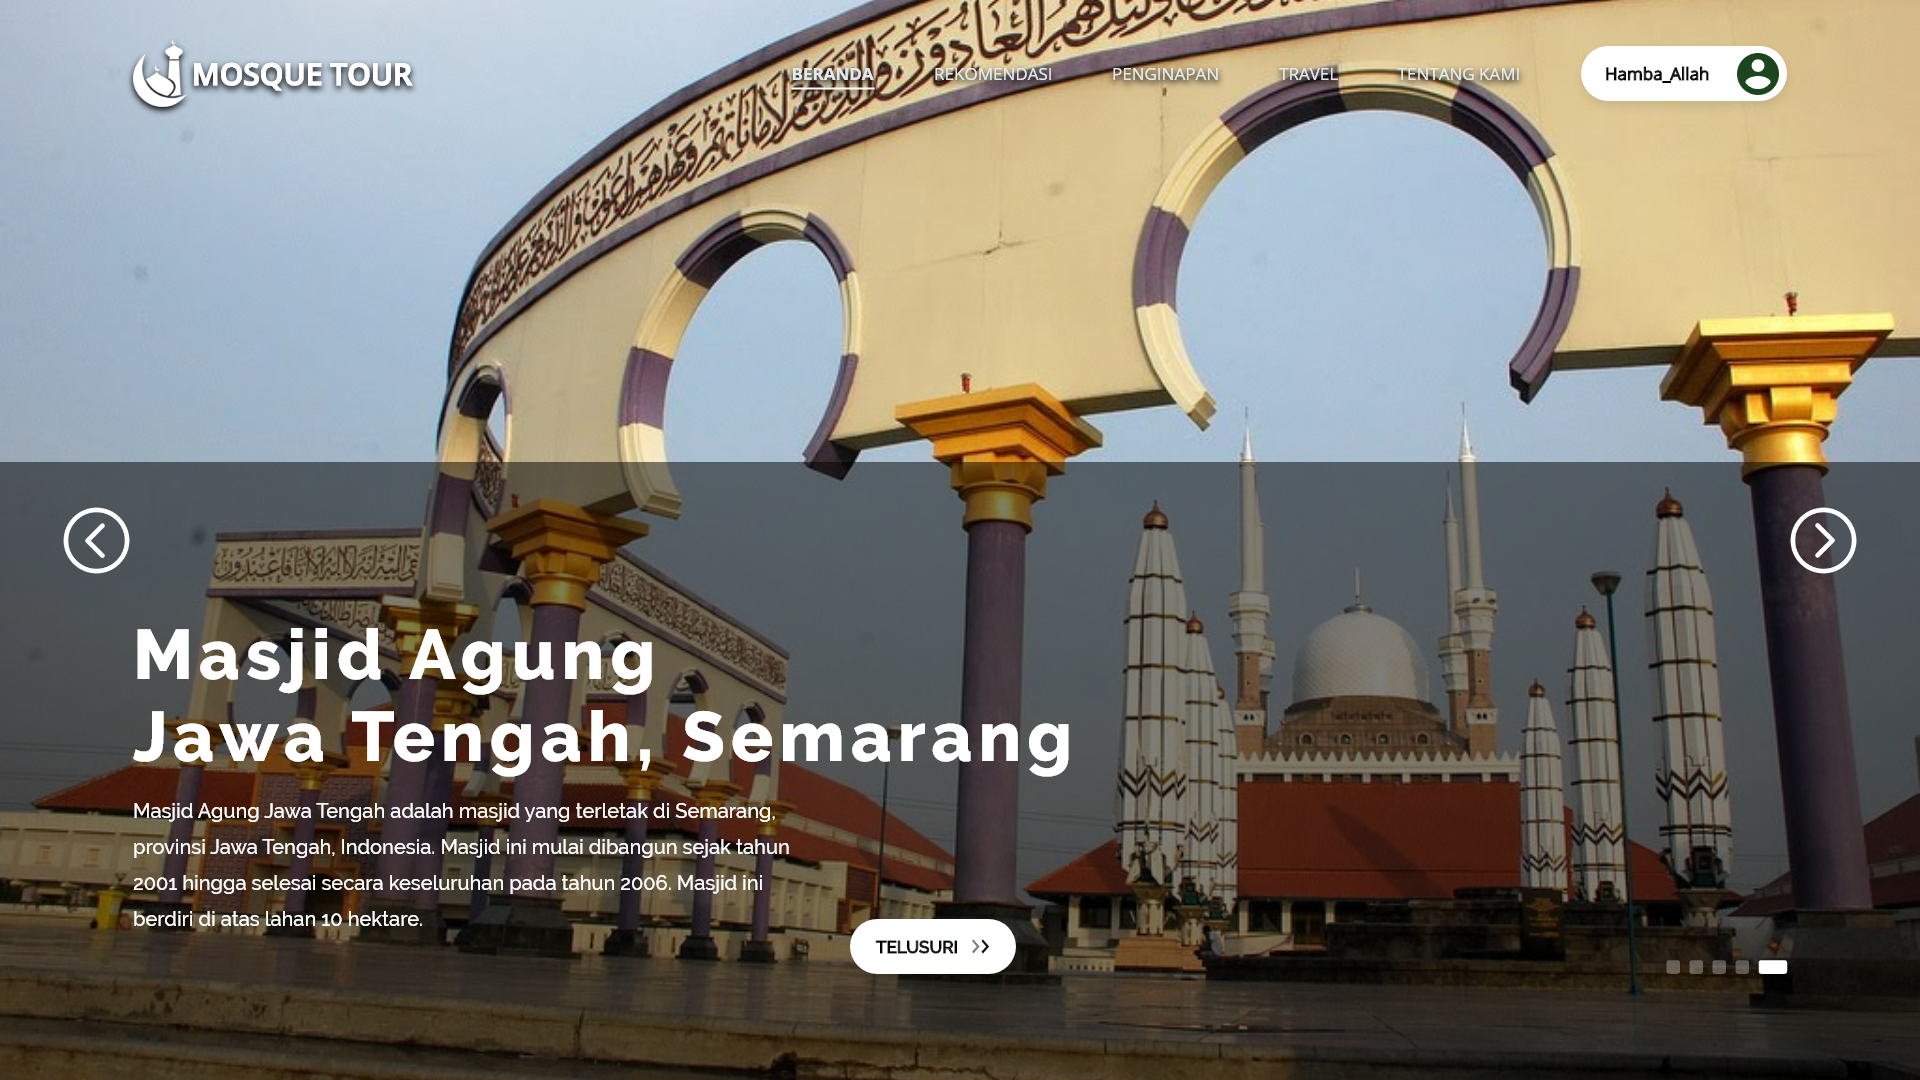 MOSQUE TOUR
BERANDA
REKOMENDASI
PENGINAPAN
TRAVEL
TENTANG KAMI
Hamba_Allah
Masjid Agung
Jawa Tengah, Semarang
Masjid Agung Jawa Tengah adalah masjid yang terletak di Semarang,
provinsi Jawa Tengah, Indonesia. Masjid ini mulai dibangun sejak tahun
2001 hingga selesai secara keseluruhan pada tahun 2006. Masjid ini
berdiri di atas lahan 10 hektare.
TELUSURI